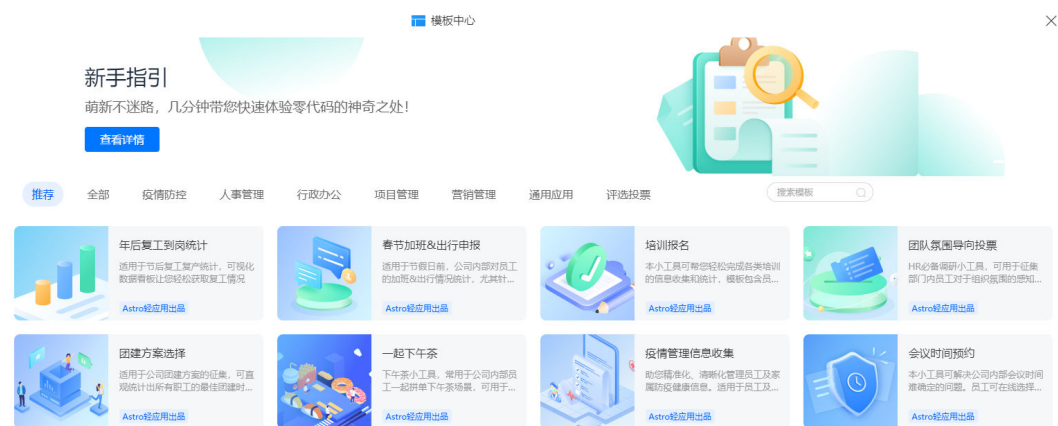 模板中心
新手指引
萌新不迷路，几分钟带您快速体验零代码的神奇之处！
查看详情
推荐 全部 疫情防控 人事管理 行政办公 项目管理 营销管理 通用应用 评选投票 搜索模板
年后复工到岗统计
适用于节后复工复产统计，可视化
数据看板让您轻松获取复工情况
Astro轻应用出品
春节加班&出行申报
适用于节假日前，公司内部对员工
的加班&出行情况统计，尤其针...
Astro轻应用出品
培训报名
本小工具可帮您轻松完成各类培训
的信息收集和统计，模板包含员...
Astro轻应用出品
团队氛围导向投票
HR必备调研小工具，可用于征集
部门内员工对于组织氛围的感知...
Astro轻应用出品
团建方案选择
适用于公司团建方案的征集，可直
观统计出所有职工的最佳团建时...
Astro轻应用出品
一起下午茶
下午茶小工具，常用于公司内部员
工一起拼单下午茶场景，可用于...
Astro轻应用出品
疫情管理信息收集
助您精准化、清晰化管理员工及家
属防疫健康信息。适用于员工及...
Astro轻应用出品
会议时间预约
本小工具可解决公司内部会议时间
难确定的问题。员工可在线选择...
Astro轻应用出品